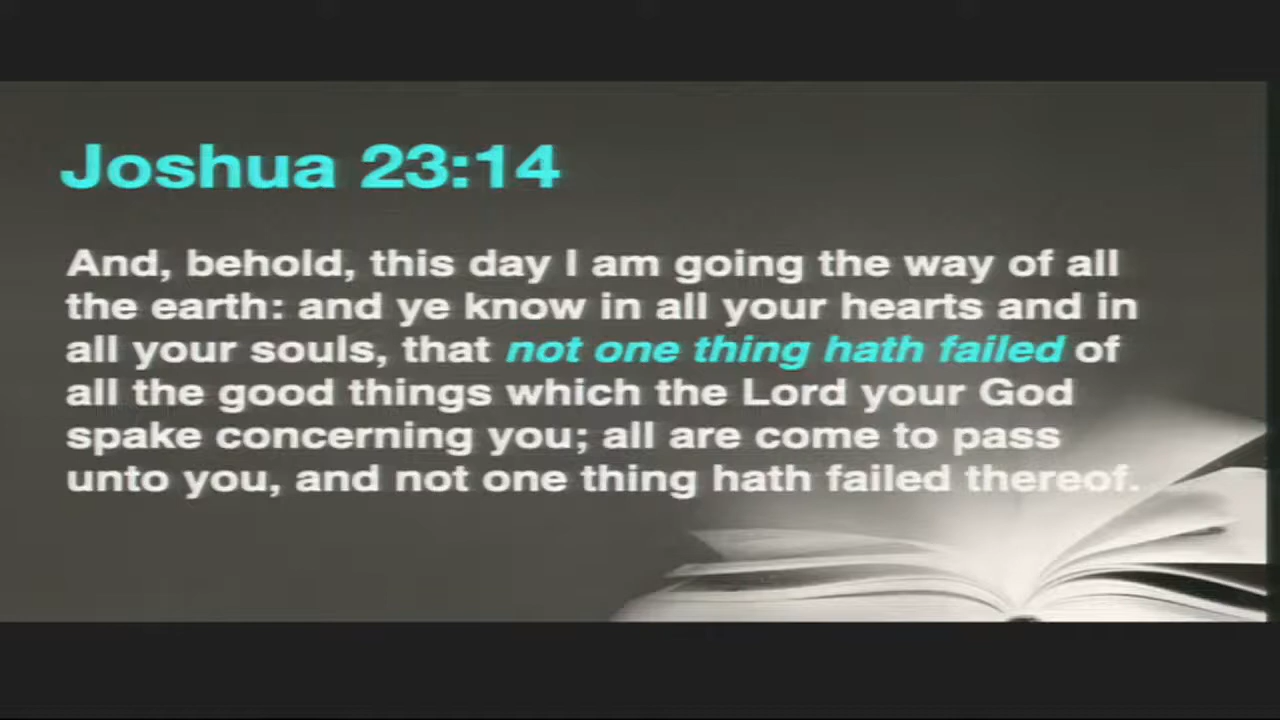 Joshua 23:14
And, behold, this day I am going the way of all
the earth: and ye know in all your hearts and in
all your souls, that not one thing hath failed of
all the good things which the Lord your God
spake concerning you; all are come to pass
unto you, and not one thing hath failed thereof.